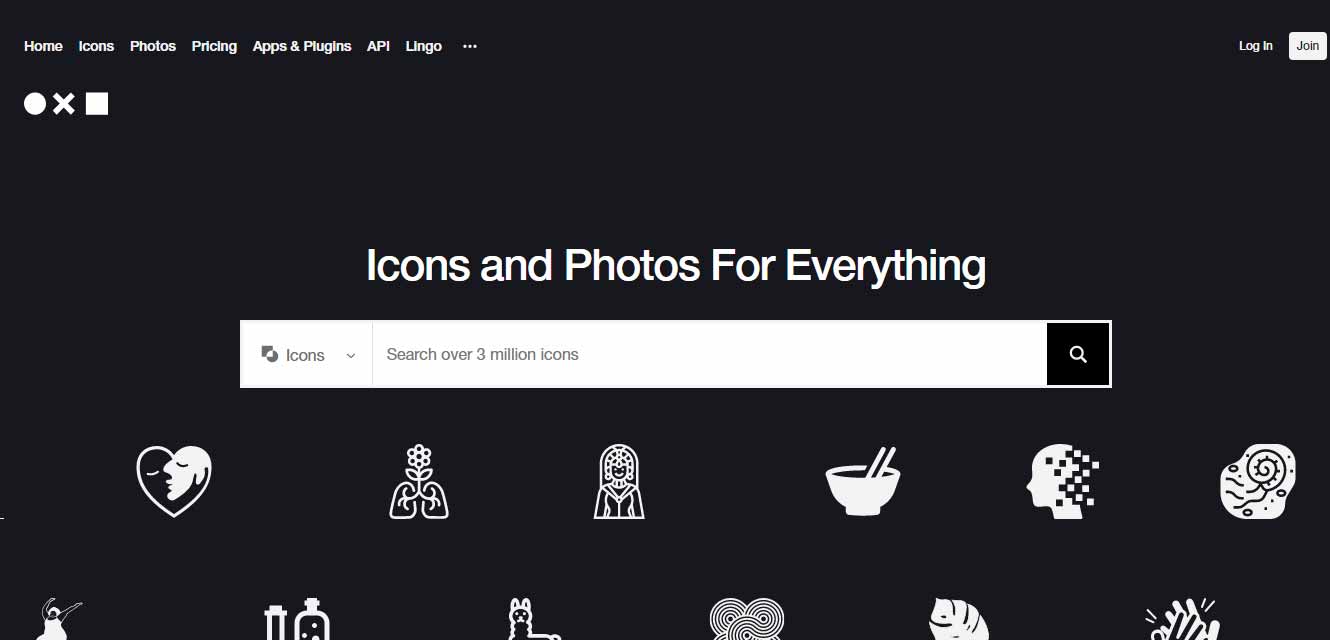 Home Icons Photos Pricing Apps & Plugins API Lingo ••• Log In Join
Icons and Photos For Everything
Icons Search over 3 million icons